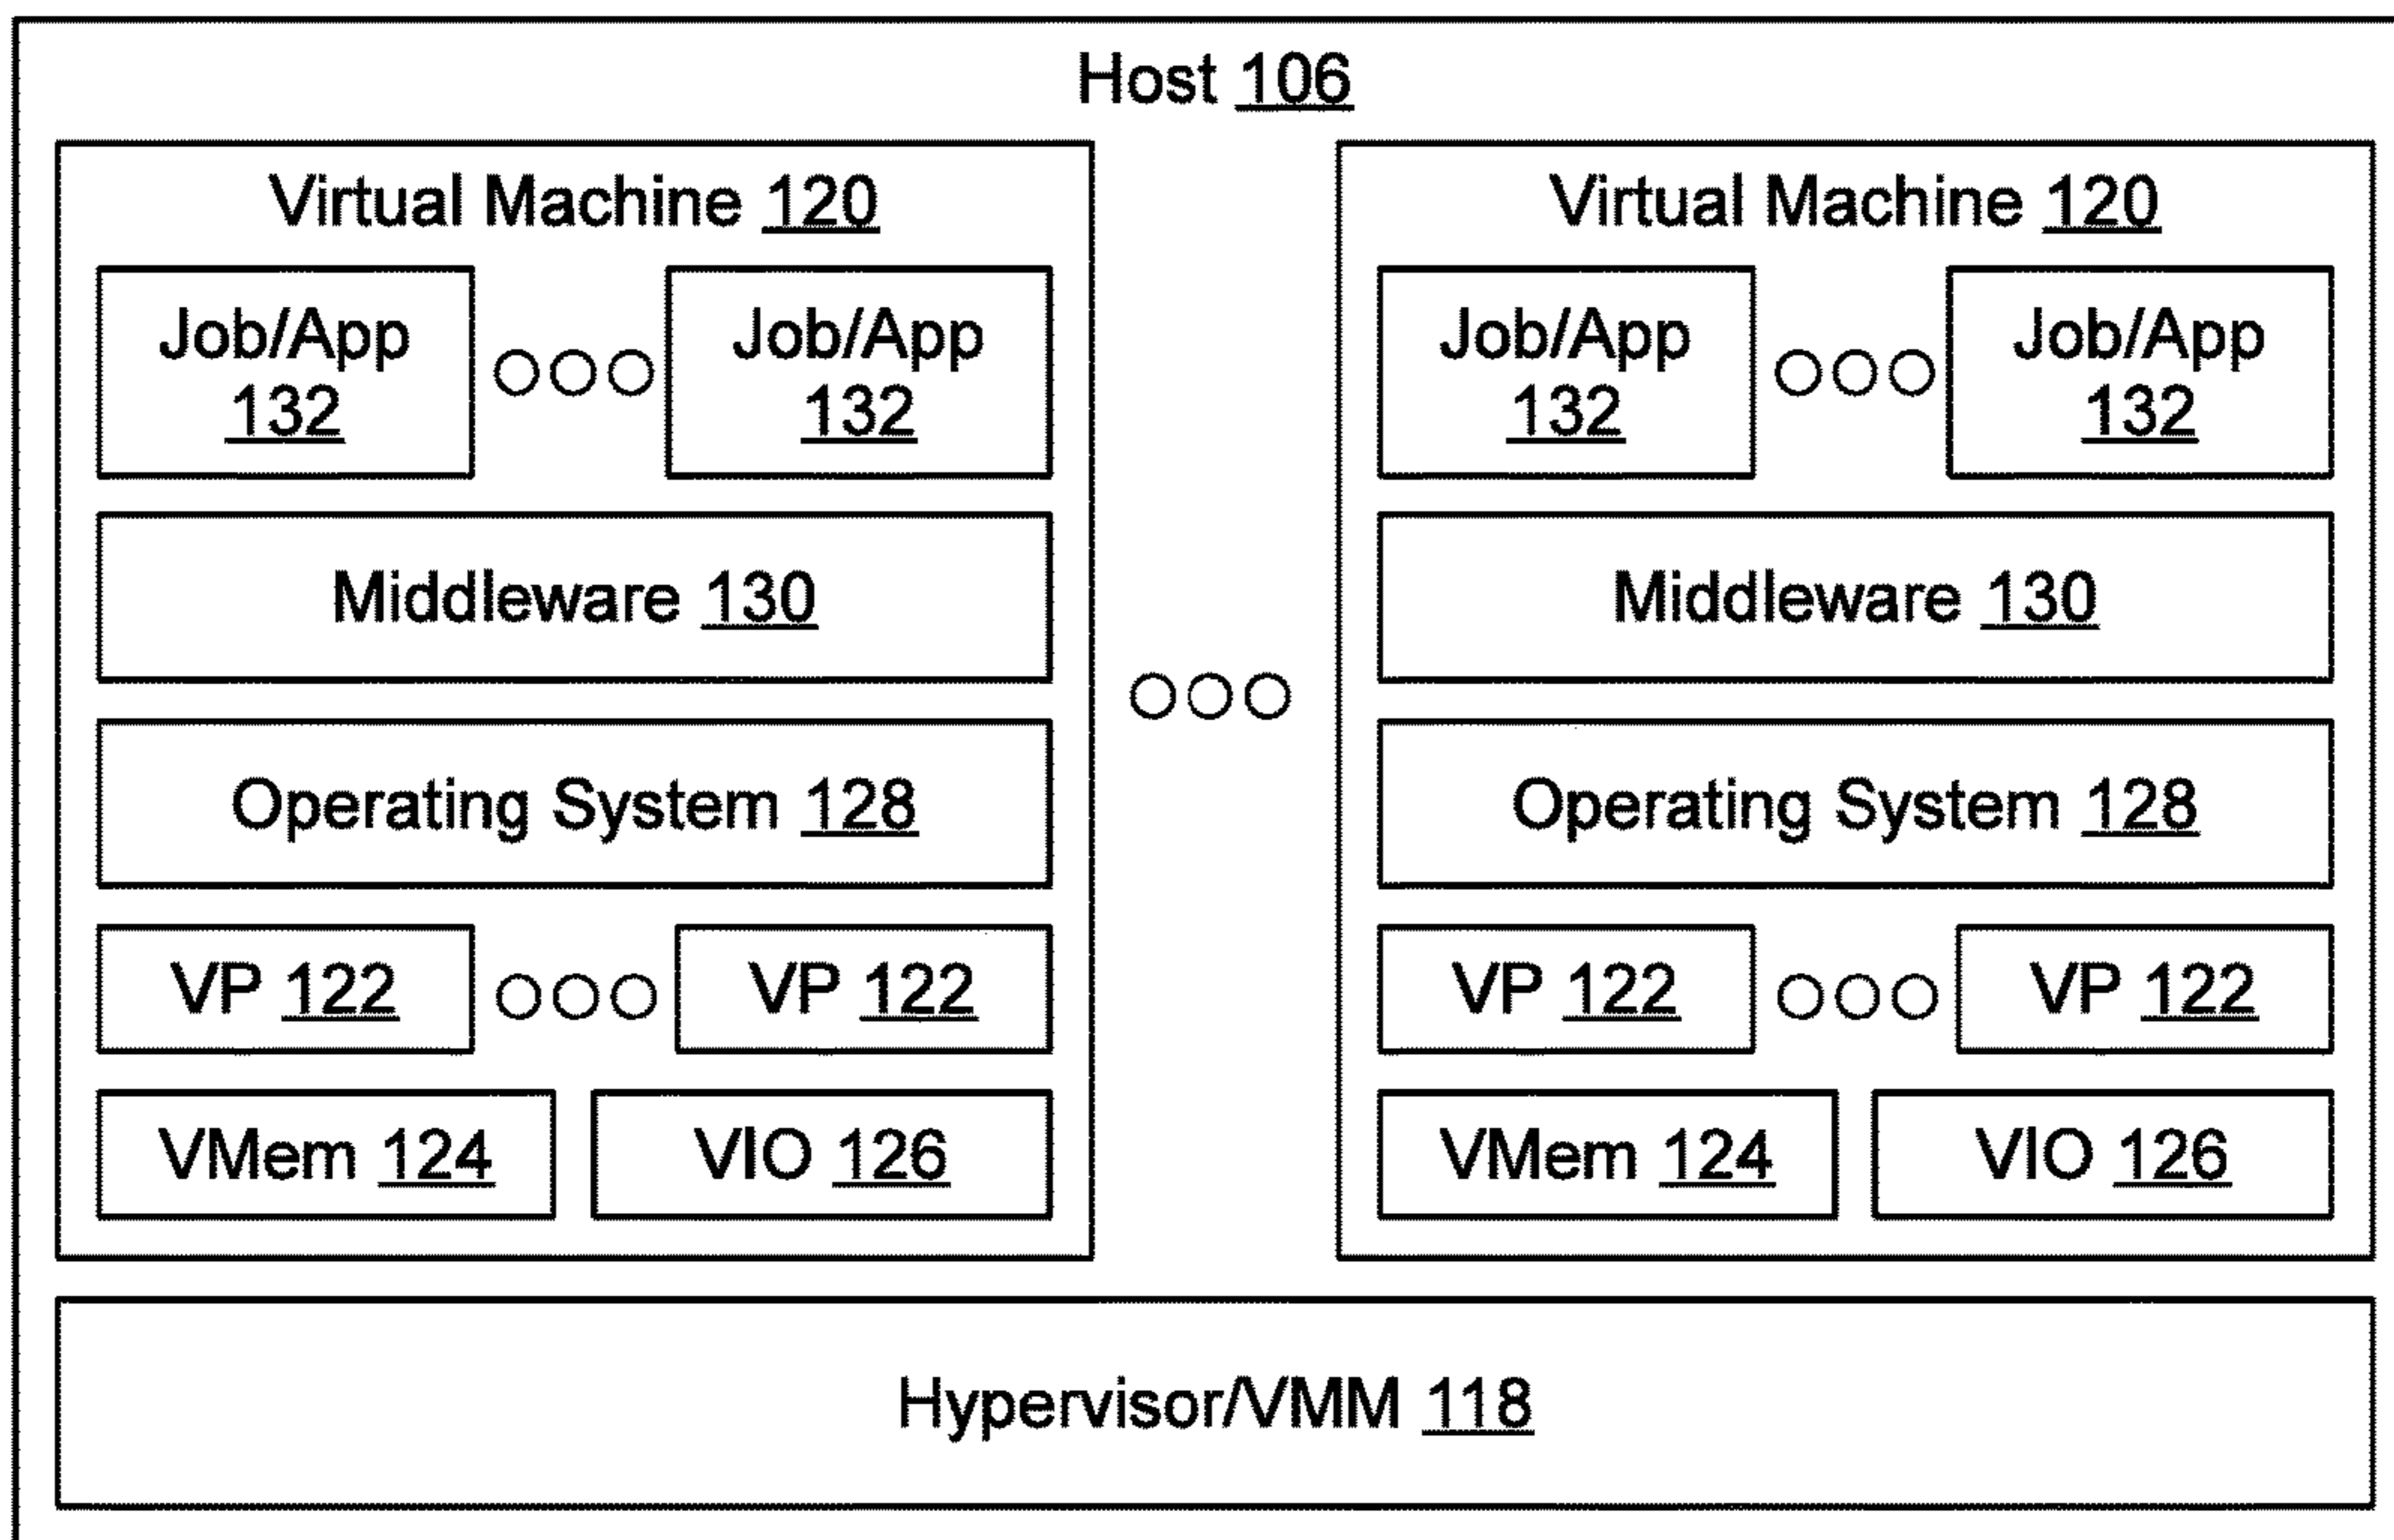 Host 106
Virtual Machine 120
Job/App
132
Job/App
132
Middleware 130
Operating System 128
VP 122
VP 122
VMem 124
VIO 126
Virtual Machine 120
Job/App
132
Job/App
132
Middleware 130
Operating System 128
VP 122
VP 122
VMem 124
VIO 126
Hypervisor/VMM 118